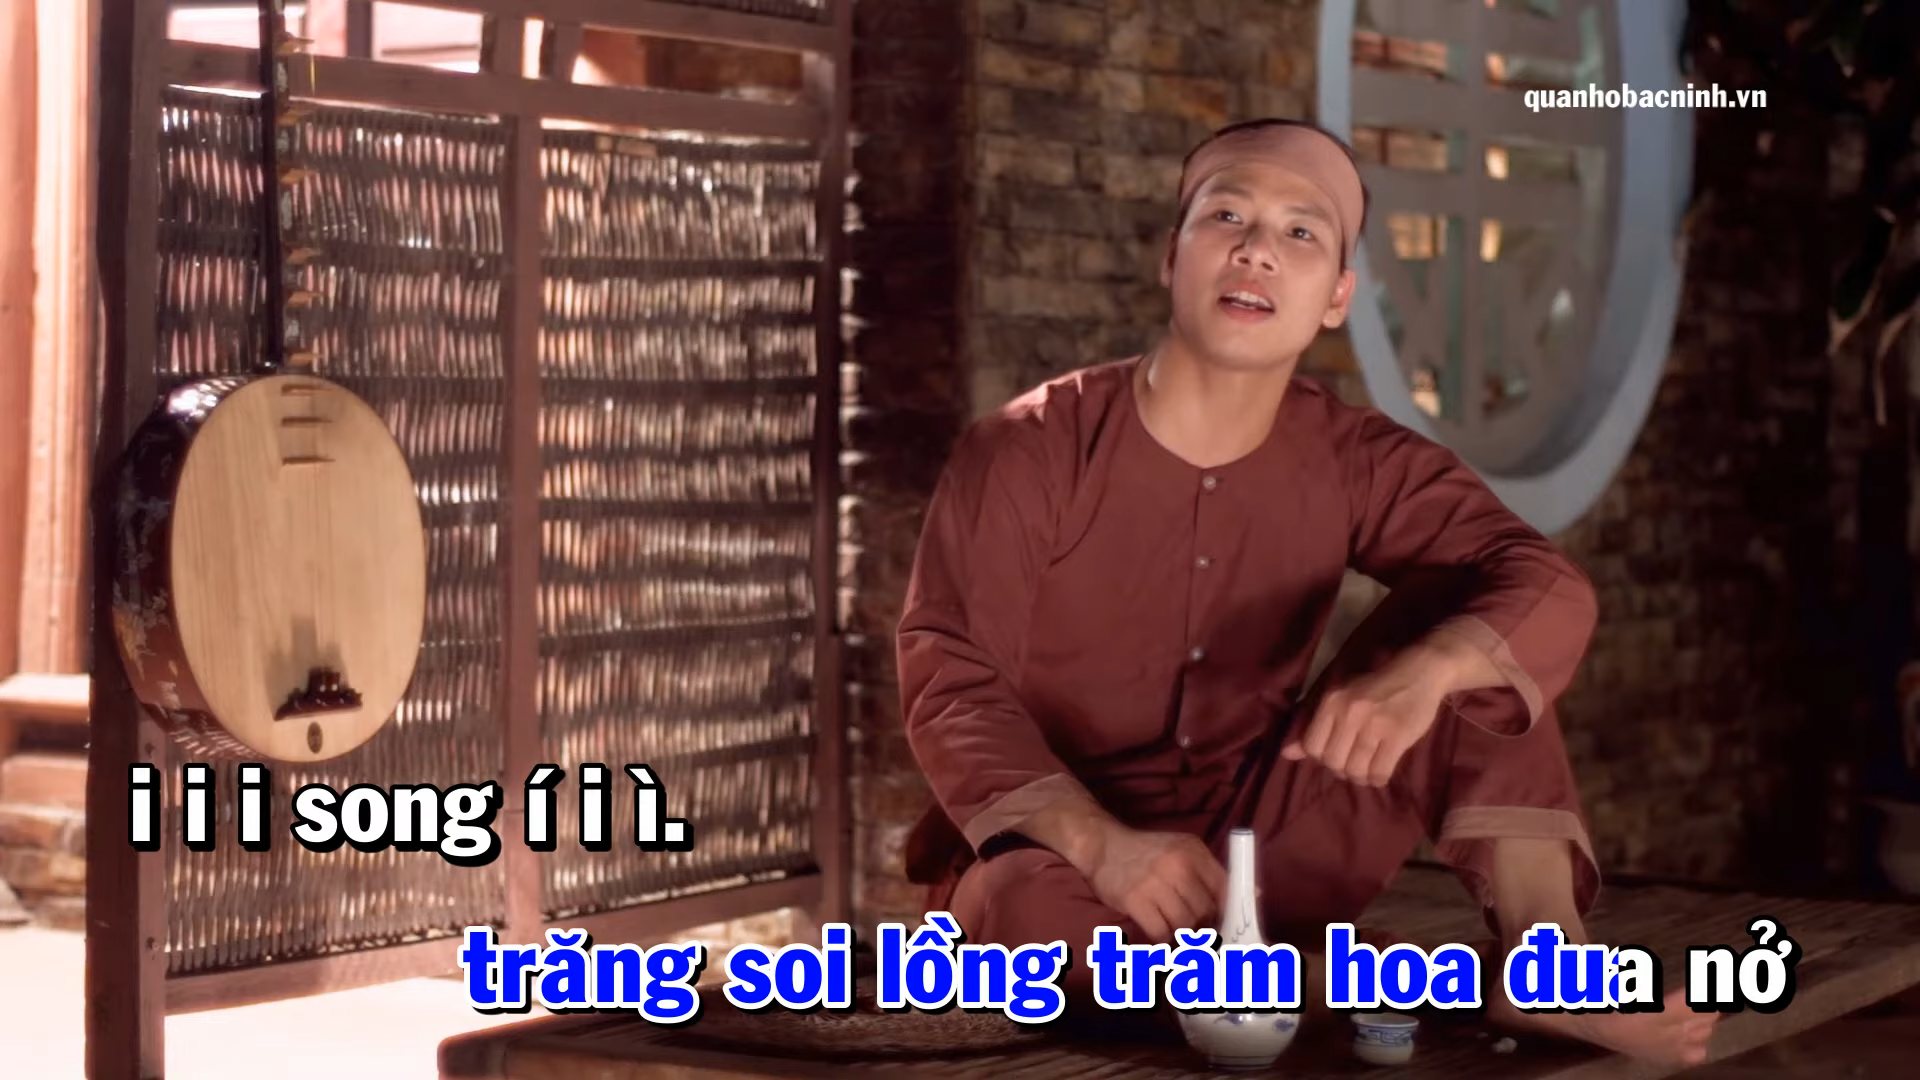 quanhobacninh.vn
i i i song í i ì.
trăng soi lồng trăm hoa đua nở